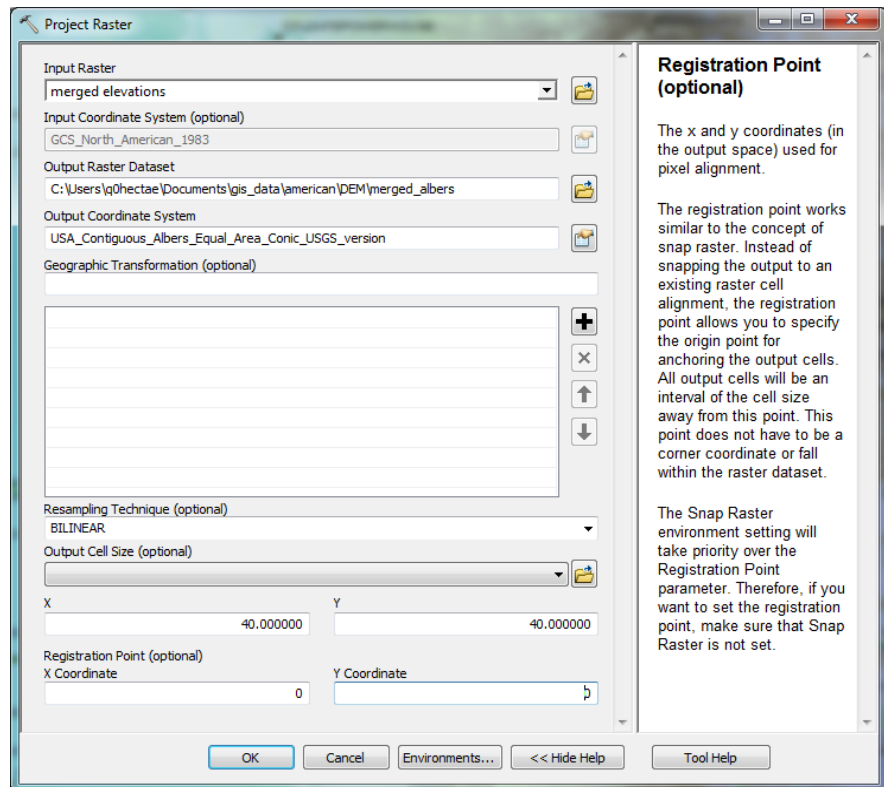 Project Raster
Input Raster
merged elevations
Input Coordinate System (optional)
GCS_North_American_1983
Output Raster Dataset
C:\Users\q0hectae\Documents\gis_data\american\DEM\merged_albers
Output Coordinate System
USA_Contiguous_Albers_Equal_Area_Conic_USGS_version
Geographic Transformation (optional)
Resampling Technique (optional)
BILINEAR
Output Cell Size (optional)
X Y
40.000000 40.000000
Registration Point (optional)
X Coordinate Y Coordinate
0 0
OK Cancel Environments... << Hide Help Tool Help
Registration Point
(optional)
The x and y coordinates (in
the output space) used for
pixel alignment.
The registration point works
similar to the concept of
snap raster. Instead of
snapping the output to an
existing raster cell
alignment, the registration
point allows you to specify
the origin point for
anchoring the output cells.
All output cells will be an
interval of the cell size
away from this point. This
point does not have to be a
corner coordinate or fall
within the raster dataset.
The Snap Raster
environment setting will
take priority over the
Registration Point
parameter. Therefore, if you
want to set the registration
point, make sure that Snap
Raster is not set.